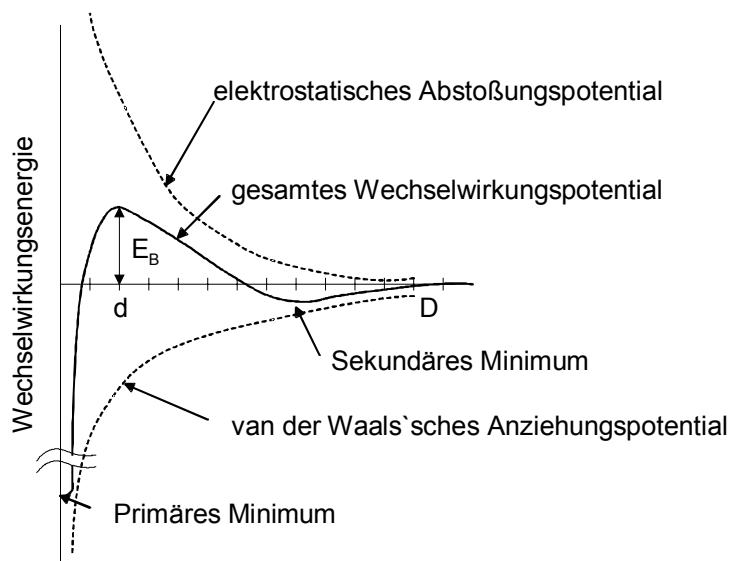 elektrostatisches Abstoßungspotential
gesamtes Wechselwirkungspotential
Wechselwirkungsenergie
E_B
d
D
Sekundäres Minimum
van der Waals`sches Anziehungspotential
Primäres Minimum